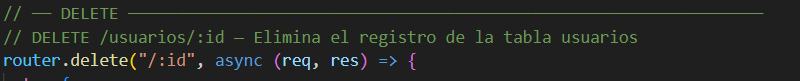 // —— DELETE ——————————————————————————————————————————
// DELETE /usuarios/:id — Elimina el registro de la tabla usuarios
router.delete("/:id", async (req, res) => {